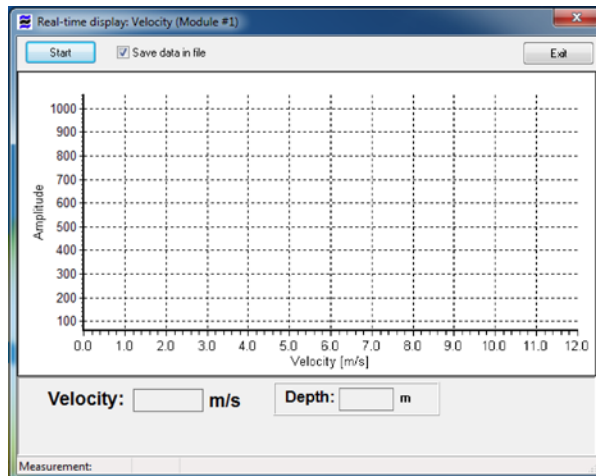 Real-time display: Velocity (Module #1)
Start Save data in file Exit
1000
900
800
700
600
500
400
300
200
100
Amplitude
0.0 1.0 2.0 3.0 4.0 5.0 6.0 7.0 8.0 9.0 10.0 11.0 12.0
Velocity [m/s]
Velocity: m/s Depth: m
Measurement: